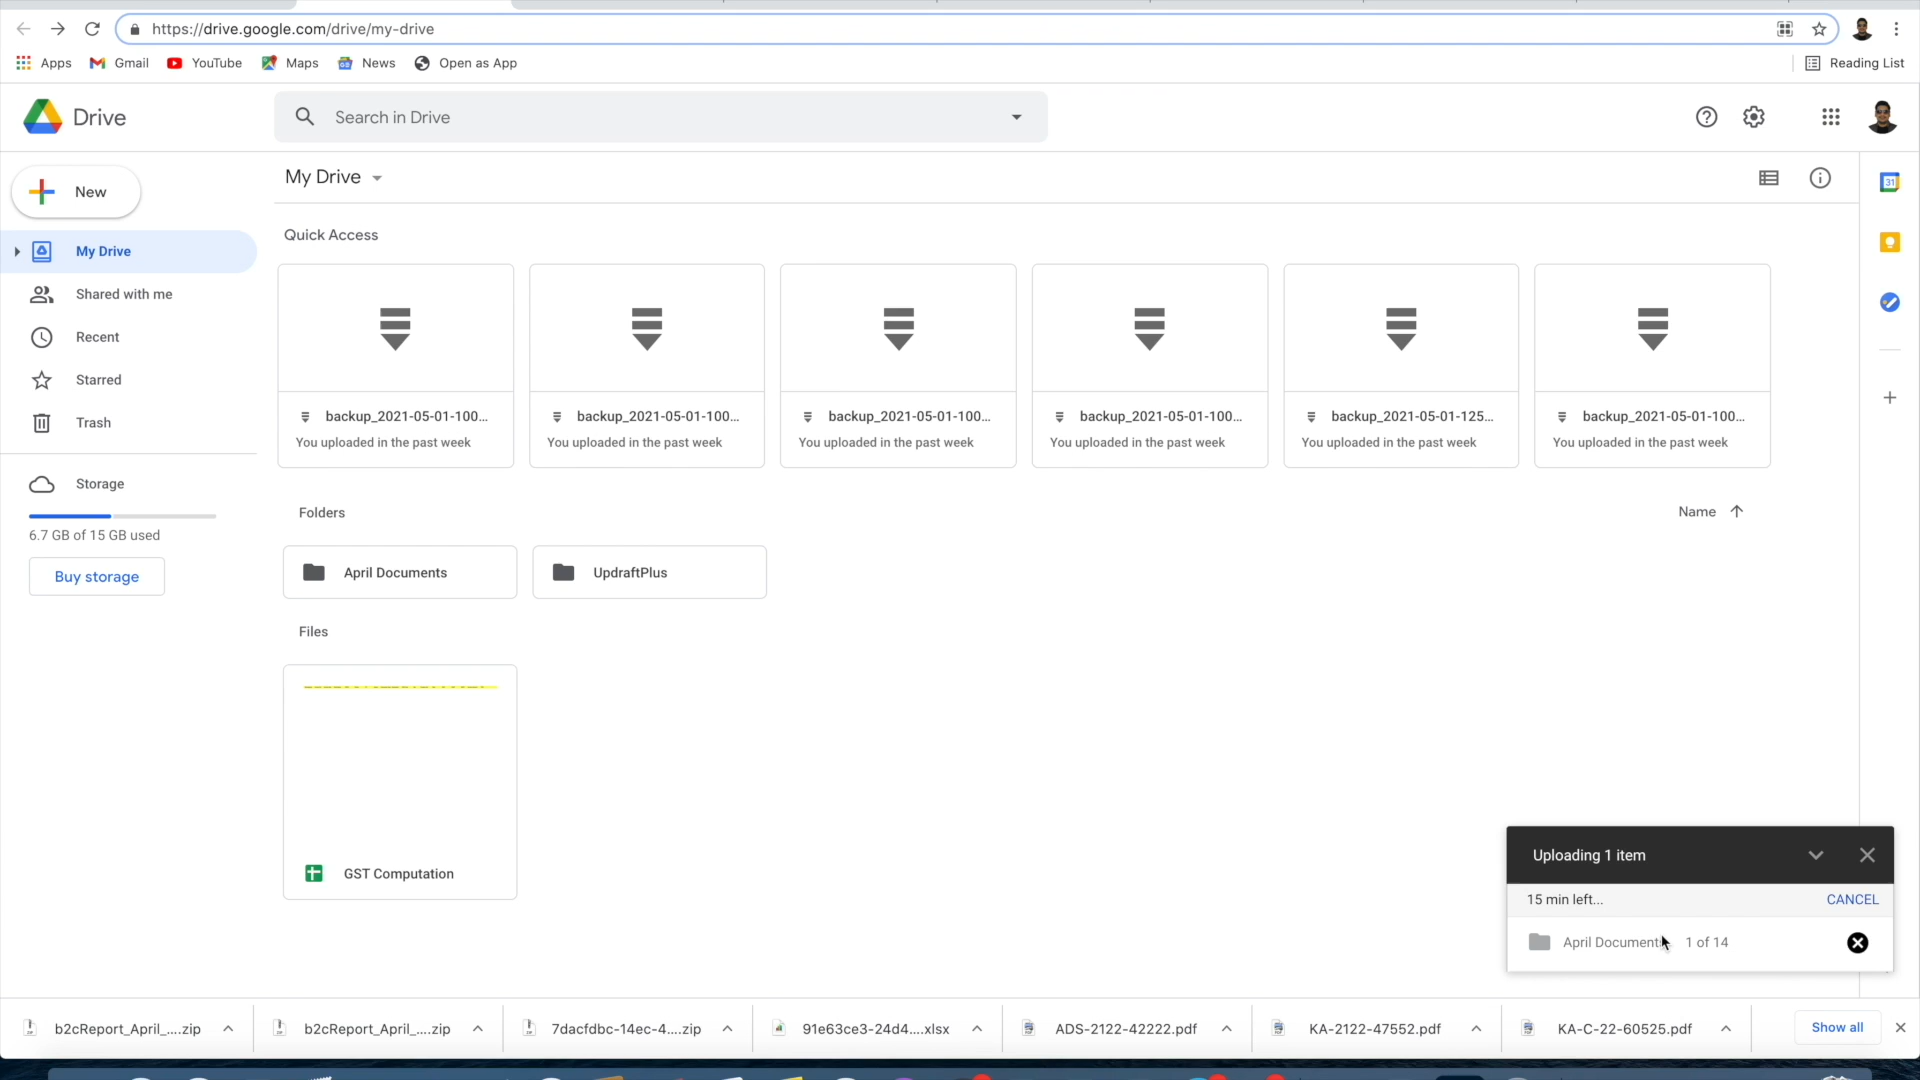 https://drive.google.com/drive/my-drive
Apps Gmail YouTube Maps News Open as App Reading List
Drive Search in Drive
New
My Drive
Shared with me
Recent
Starred
Trash
Storage
6.7 GB of 15 GB used
Buy storage
My Drive
Quick Access
backup_2021-05-01-100... backup_2021-05-01-100... backup_2021-05-01-100... backup_2021-05-01-100... backup_2021-05-01-125... backup_2021-05-01-100...
You uploaded in the past week You uploaded in the past week You uploaded in the past week You uploaded in the past week You uploaded in the past week You uploaded in the past week
Folders Name
April Documents UpdraftPlus
Files
GST Computation
31
Uploading 1 item
15 min left... CANCEL
April Document 1 of 14
b2cReport_April_....zip b2cReport_April_....zip 7dacfdbc-14ec-4....zip 91e63ce3-24d4....xlsx ADS-2122-42222.pdf KA-2122-47552.pdf KA-C-22-60525.pdf Show all